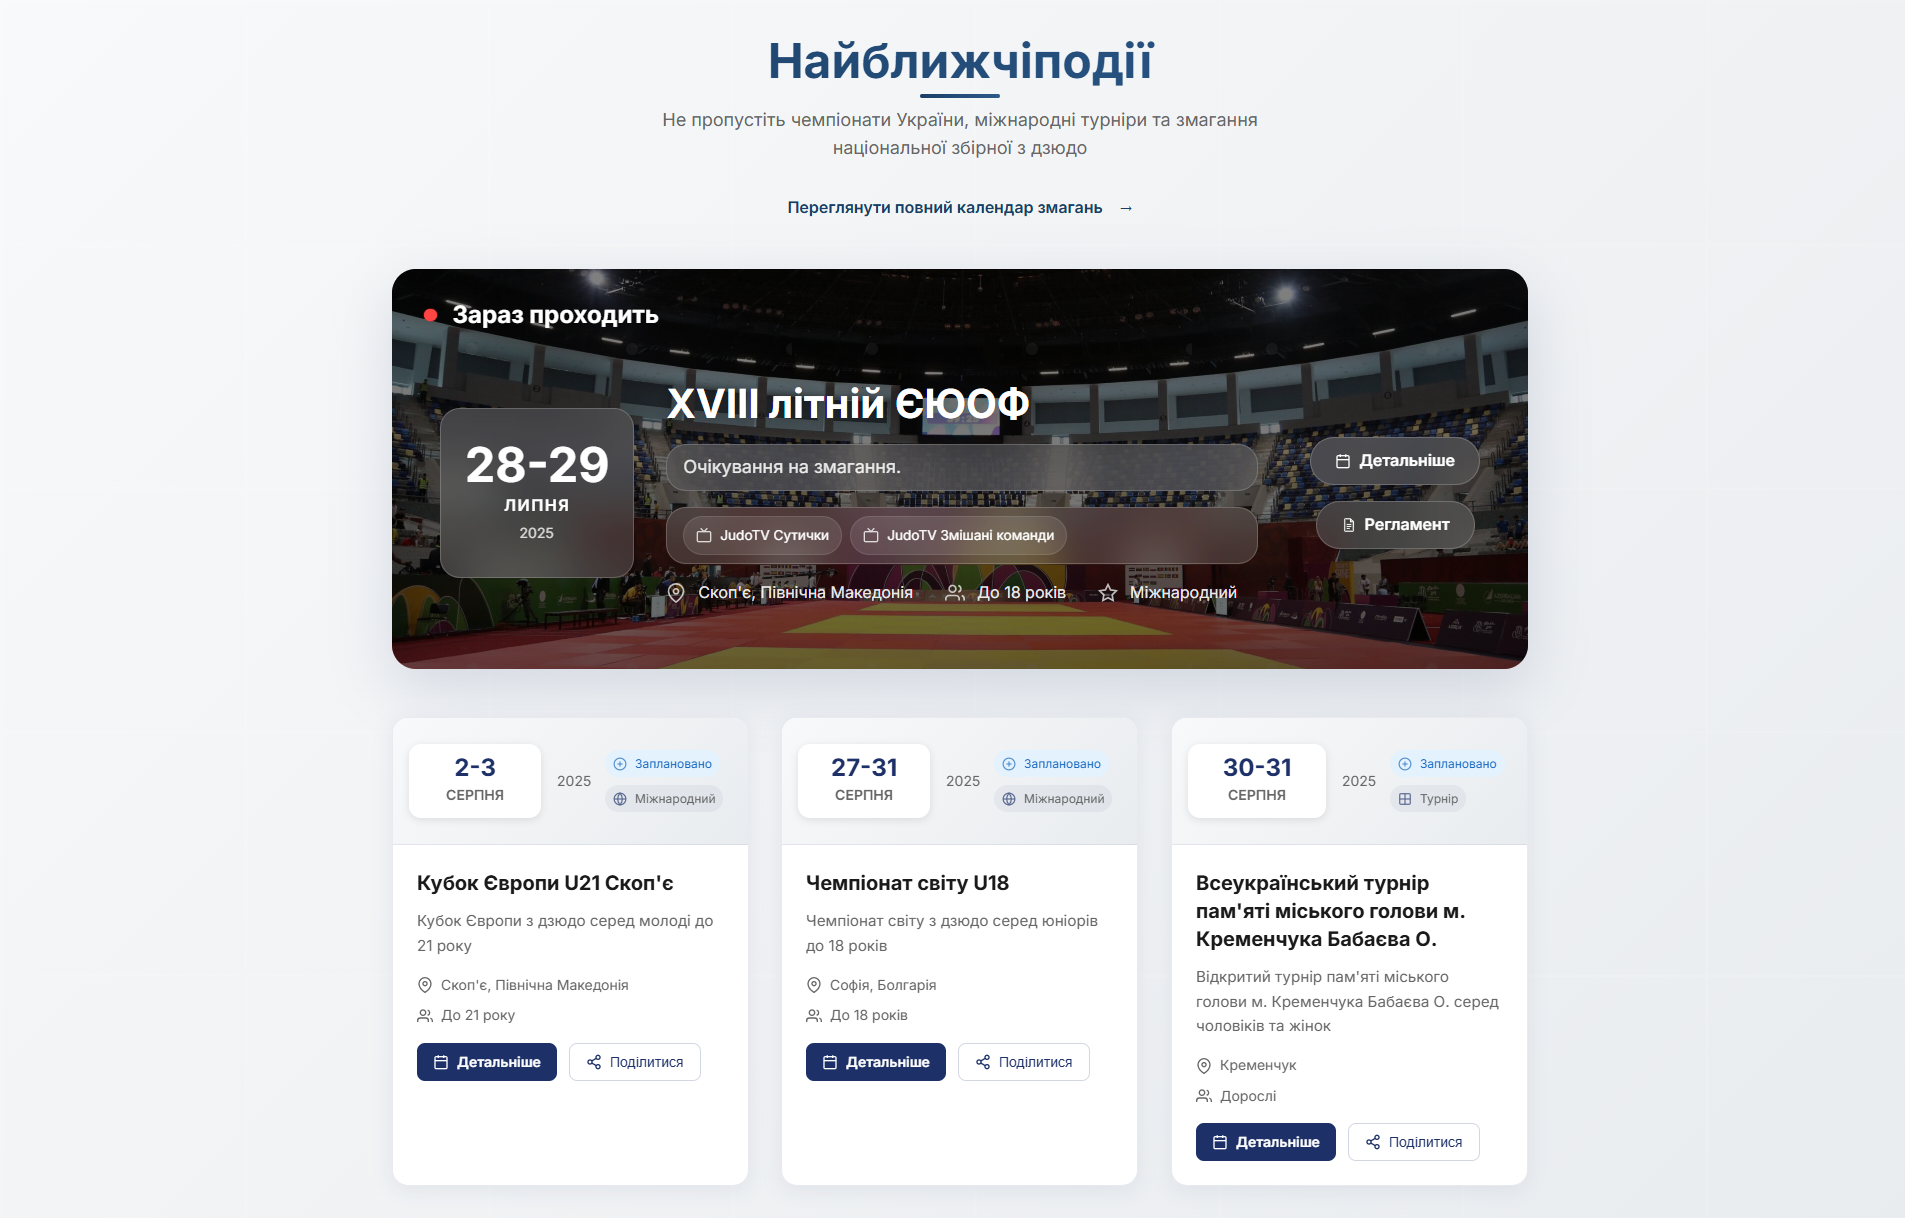 Найближчіподії
Не пропустіть чемпіонати України, міжнародні турніри та змагання
національної збірної з дзюдо
Переглянути повний календар змагань →
Зараз проходить
28-29
ЛИПНЯ
2025
XVIII літній ЄЮОФ
Очікування на змагання.
JudoTV Сутички
JudoTV Змішані команди
Скоп'є, Північна Македонія
До 18 років
Міжнародний
Детальніше
Регламент
2-3
СЕРПНЯ
2025
Заплановано
Міжнародний
Кубок Європи U21 Скоп'є
Кубок Європи з дзюдо серед молоді до
21 року
Скоп'є, Північна Македонія
До 21 року
Детальніше
Поділитися
27-31
СЕРПНЯ
2025
Заплановано
Міжнародний
Чемпіонат світу U18
Чемпіонат світу з дзюдо серед юніорів
до 18 років
Софія, Болгарія
До 18 років
Детальніше
Поділитися
30-31
СЕРПНЯ
2025
Заплановано
Турнір
Всеукраїнський турнір
пам'яті міського голови м.
Кременчука Бабаєва О.
Відкритий турнір пам'яті міського
голови м. Кременчука Бабаєва О. серед
чоловіків та жінок
Кременчук
Дорослі
Детальніше
Поділитися